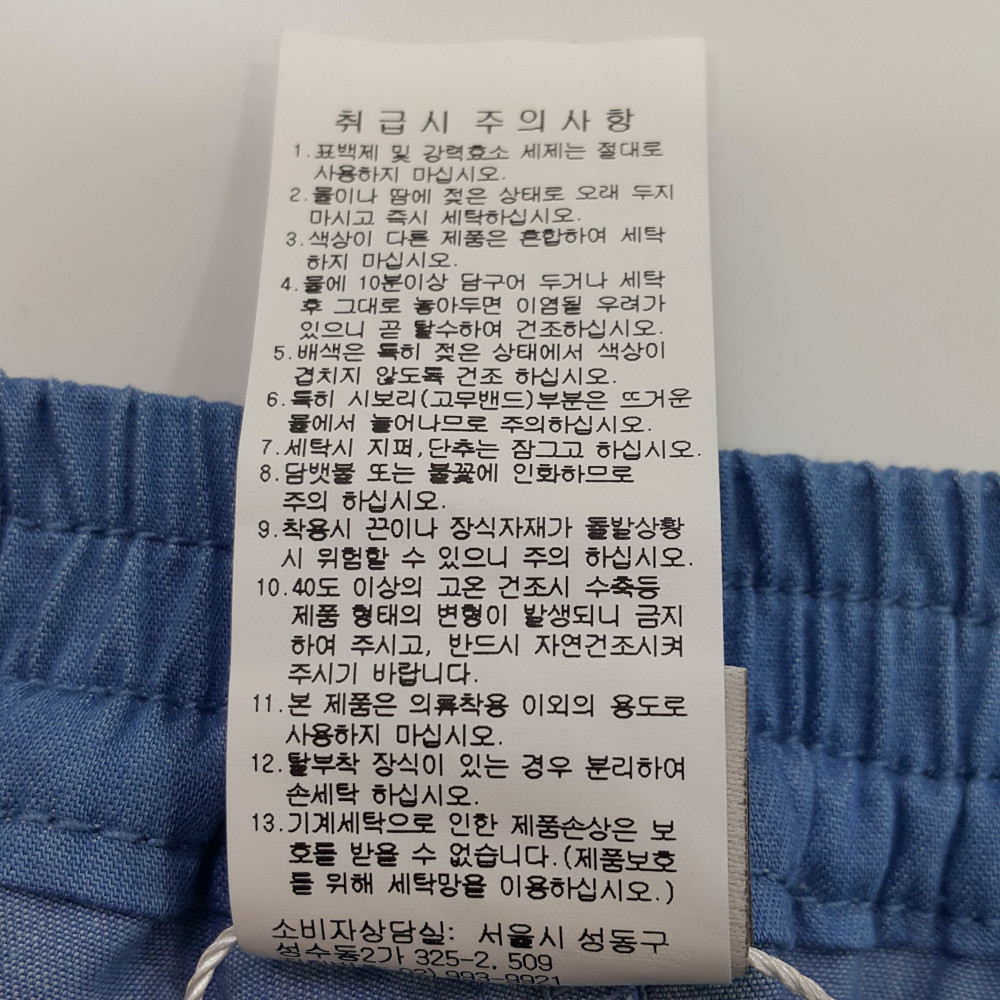 취급시 주의사항
1.표백제 및 강력효소 세제는 절대로
사용하지 마십시오.
2.물이나 땀에 젖은 상태로 오래 두지
마시고 즉시 세탁하십시오.
3.색상이 다른 제품은 혼합하여 세탁
하지 마십시오.
4.물에 10분이상 담구어 두거나 세탁
후 그대로 놓아두면 이염될 우려가
있으니 곧 탈수하여 건조하십시오.
5.배색은 특히 젖은 상태에서 색상이
겹치지 않도록 건조 하십시오.
6.특히 시보리(고무밴드)부분은 뜨거운
물에서 늘어나므로 주의하십시오.
7.세탁시 지퍼,단추는 잠그고 하십시오.
8.담뱃불 또는 불꽃에 인화하므로
주의 하십시오.
9.착용시 끈이나 장식자재가 돌발상황
시 위험할 수 있으니 주의 하십시오.
10.40도 이상의 고온 건조시 수축등
제품 형태의 변형이 발생되니 금지
하여 주시고, 반드시 자연건조시켜
주시기 바랍니다.
11.본 제품은 의류착용 이외의 용도로
사용하지 마십시오.
12.탈부착 장식이 있는 경우 분리하여
손세탁 하십시오.
13.기계세탁으로 인한 제품손상은 보
호를 받을 수 없습니다.(제품보호
를 위해 세탁망을 이용하십시오.)
소비자상담실: 서울시 성동구
성수동2가 325-2, 509
02)993-9921